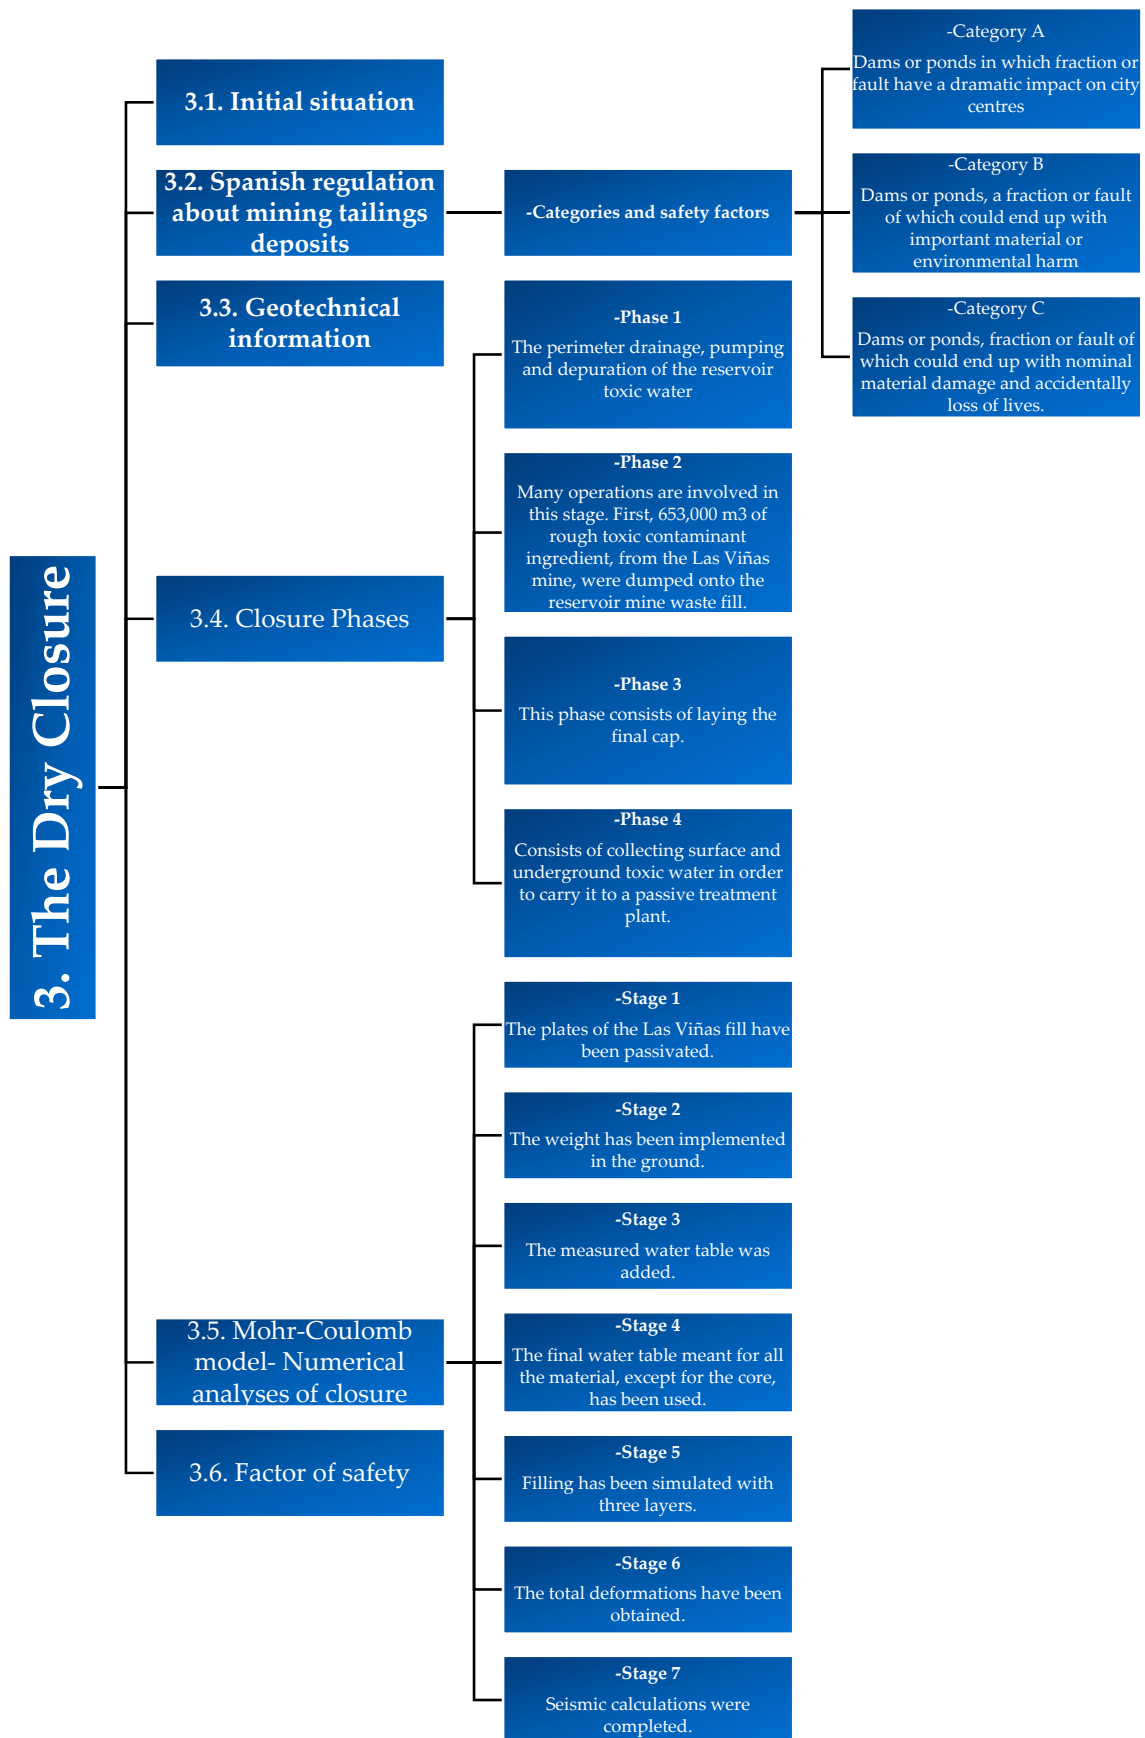 3. The Dry Closure
3.1. Initial situation
3.2. Spanish regulation
about mining tailings
deposits
-Categories and safety factors
-Category A
Dams or ponds in which fraction or
fault have a dramatic impact on city
centres
-Category B
Dams or ponds, a fraction or fault
of which could end up with
important material or
environmental harm
-Category C
Dams or ponds, fraction or fault of
which could end up with nominal
material damage and accidentally
loss of lives.
3.3. Geotechnical
information
3.4. Closure Phases
-Phase 1
The perimeter drainage, pumping
and depuration of the reservoir
toxic water
-Phase 2
Many operations are involved in
this stage. First, 653,000 m3 of
rough toxic contaminant
ingredient, from the Las Viñas
mine, were dumped onto the
reservoir mine waste fill.
-Phase 3
This phase consists of laying the
final cap.
-Phase 4
Consists of collecting surface and
underground toxic water in order
to carry it to a passive treatment
plant.
3.5. Mohr-Coulomb
model- Numerical
analyses of closure
-Stage 1
The plates of the Las Viñas fill have
been passivated.
-Stage 2
The weight has been implemented
in the ground.
-Stage 3
The measured water table was
added.
-Stage 4
The final water table meant for all
the material, except for the core,
has been used.
-Stage 5
Filling has been simulated with
three layers.
-Stage 6
The total deformations have been
obtained.
-Stage 7
Seismic calculations were
completed.
3.6. Factor of safety